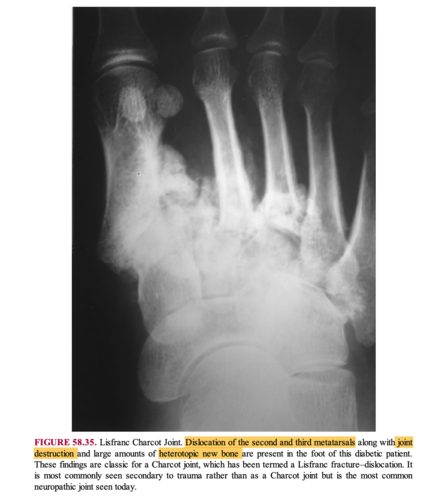 FIGURE 58.35. Lisfranc Charcot Joint. Dislocation of the second and third metatarsals along with joint
destruction and large amounts of heterotopic new bone are present in the foot of this diabetic patient.
These findings are classic for a Charcot joint, which has been termed a Lisfranc fracture–dislocation. It
is most commonly seen secondary to trauma rather than as a Charcot joint but is the most common
neuropathic joint seen today.